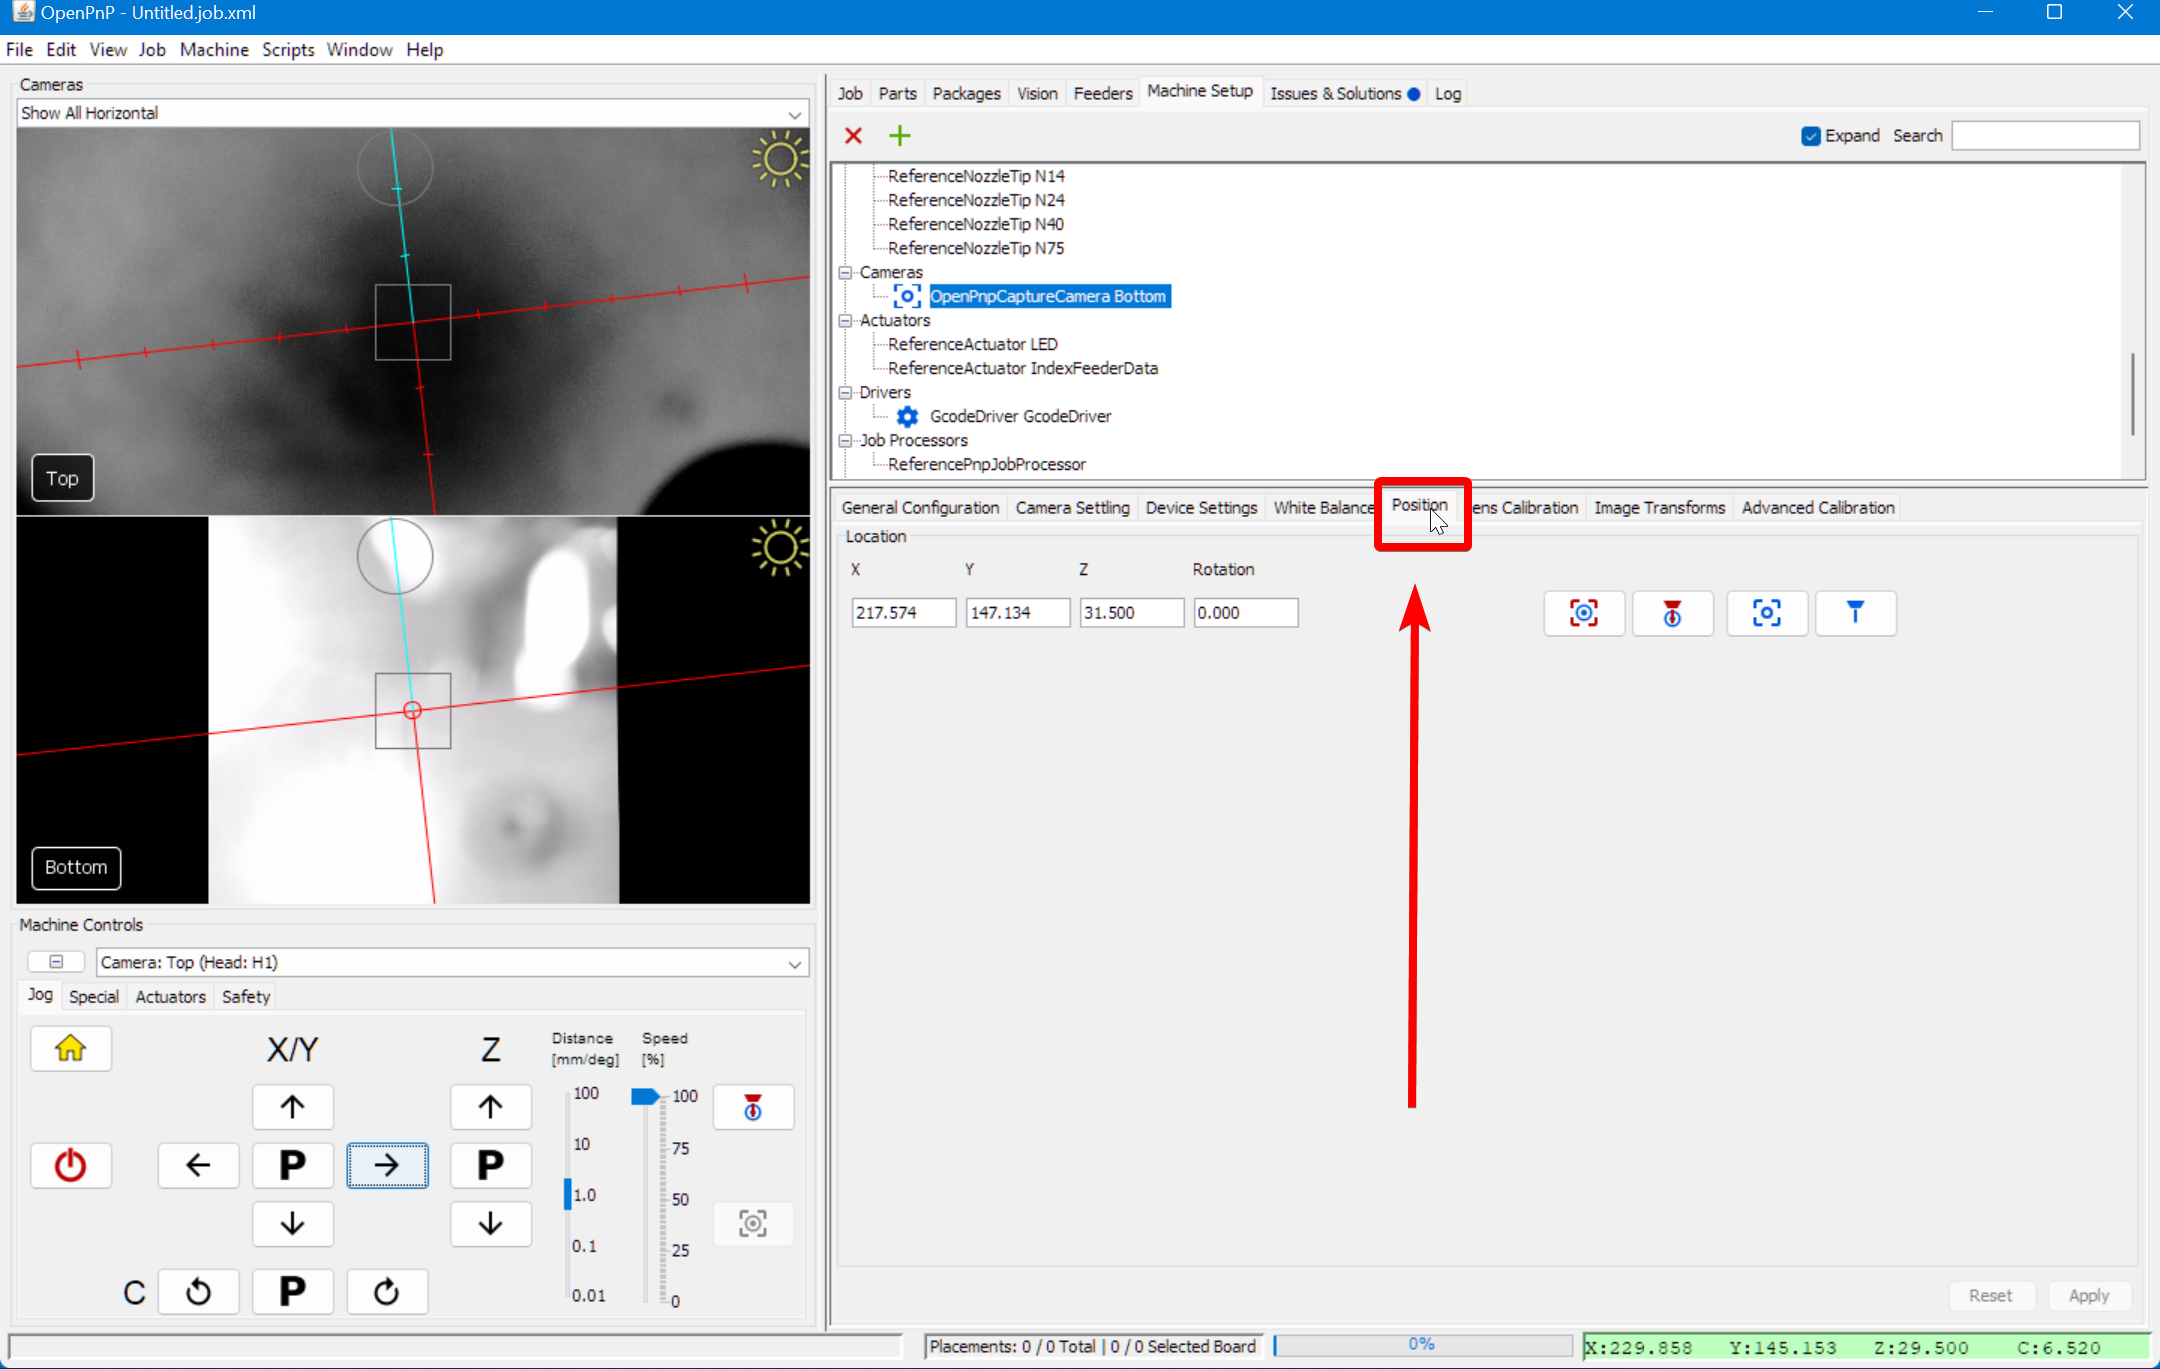 OpenPnP - Untitled.job.xml
File Edit View Job Machine Scripts Window Help
Cameras
Show All Horizontal
Top
Bottom
Machine Controls
Camera: Top (Head: H1)
Jog Special Actuators Safety
X/Y Z
Distance [mm/deg]
Speed [%]
100
10
1.0
0.1
0.01
100
75
50
25
0
P P
C P
Job Parts Packages Vision Feeders Machine Setup Issues & Solutions Log
Expand Search
ReferenceNozzleTip N14
ReferenceNozzleTip N24
ReferenceNozzleTip N40
ReferenceNozzleTip N75
Cameras
OpenPnpCaptureCamera Bottom
Actuators
ReferenceActuator LED
ReferenceActuator IndexFeederData
Drivers
GcodeDriver GcodeDriver
Job Processors
ReferencePnpJobProcessor
General Configuration Camera Settling Device Settings White Balance Position ens Calibration Image Transforms Advanced Calibration
Location
X Y Z Rotation
217.574 147.134 31.500 0.000
Reset Apply
Placements: 0 / 0 Total | 0 / 0 Selected Board 0% X:229.858 Y:145.153 Z:29.500 C:6.520